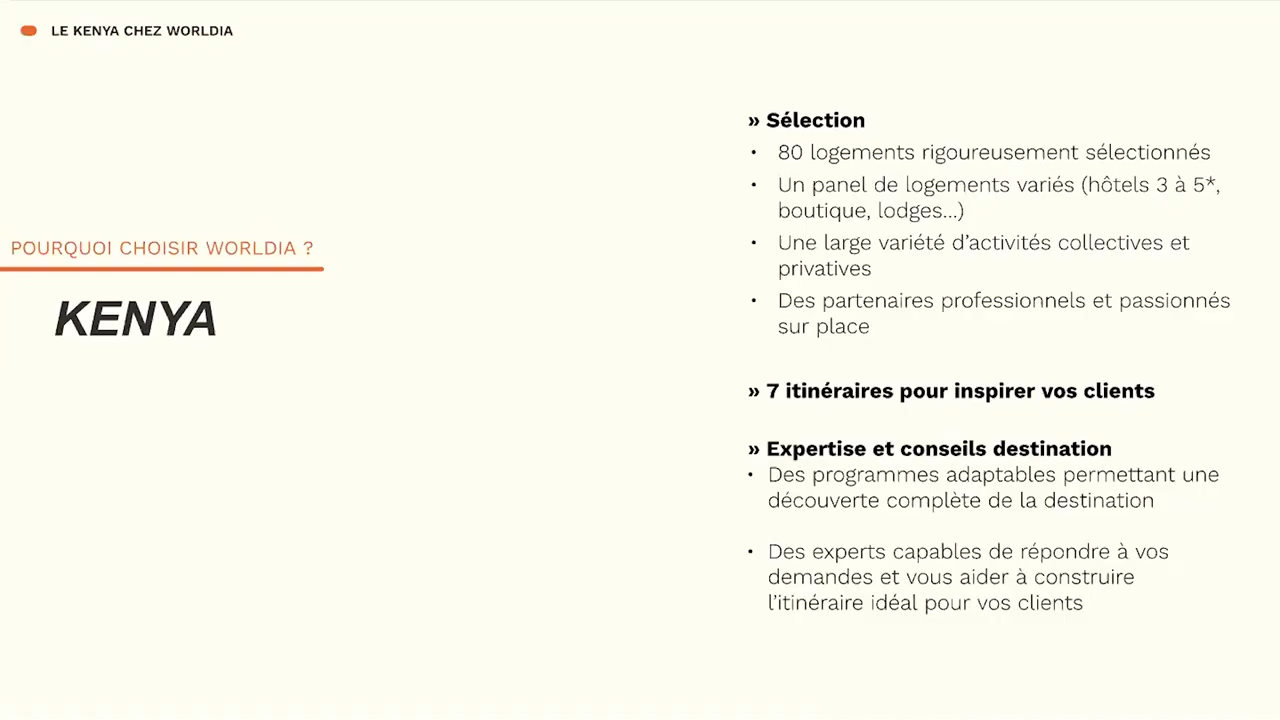 LE KENYA CHEZ WORLDIA
POURQUOI CHOISIR WORLDIA ?
KENYA
» Sélection
• 80 logements rigoureusement sélectionnés
• Un panel de logements variés (hôtels 3 à 5*,
boutique, lodges...)
• Une large variété d’activités collectives et
privatives
• Des partenaires professionnels et passionnés
sur place
» 7 itinéraires pour inspirer vos clients
» Expertise et conseils destination
• Des programmes adaptables permettant une
découverte complète de la destination
• Des experts capables de répondre à vos
demandes et vous aider à construire
l’itinéraire idéal pour vos clients